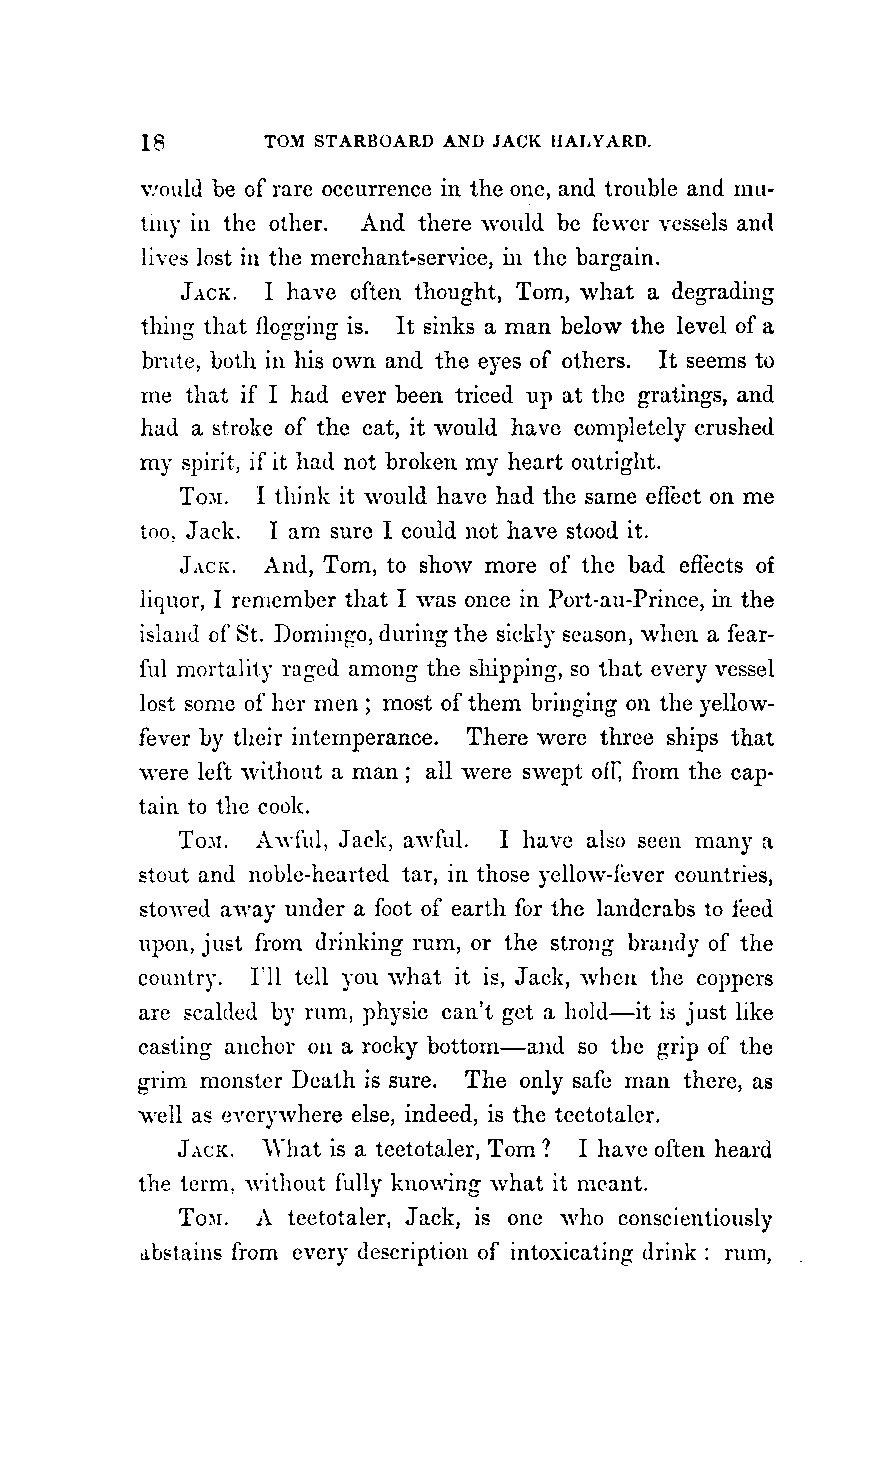 18 TOM STARBOARD AND JACK HALYARD.
would be of rare occurrence in the one, and trouble and mu-
tiny in the other. And there would be fewer vessels and
lives lost in the merchant-service, in the bargain.
JACK. I have often thought, Tom, what a degrading
thing that flogging is. It sinks a man below the level of a
brute, both in his own and the eyes of others. It seems to
me that if I had ever been triced up at the gratings, and
had a stroke of the cat, it would have completely crushed
my spirit, if it had not broken my heart outright.
TOM. I think it would have had the same effect on me
too, Jack. I am sure I could not have stood it.
JACK. And, Tom, to show more of the bad effects of
liquor, I remember that I was once in Port-au-Prince, in the
island of St. Domingo, during the sickly season, when a fear-
ful mortality raged among the shipping, so that every vessel
lost some of her men; most of them bringing on the yellow-
fever by their intemperance. There were three ships that
were left without a man; all were swept off, from the cap-
tain to the cook.
TOM. Awful, Jack, awful. I have also seen many a
stout and noble-hearted tar, in those yellow-fever countries,
stowed away under a foot of earth for the landcrabs to feed
upon, just from drinking rum, or the strong brandy of the
country. I'll tell you what it is, Jack, when the coppers
are scalded by rum, physic can't get a hold—it is just like
casting anchor on a rocky bottom—and so the grip of the
grim monster Death is sure. The only safe man there, as
well as everywhere else, indeed, is the teetotaler.
JACK. What is a teetotaler, Tom? I have often heard
the term, without fully knowing what it meant.
TOM. A teetotaler, Jack, is one who conscientiously
abstains from every description of intoxicating drink: rum,